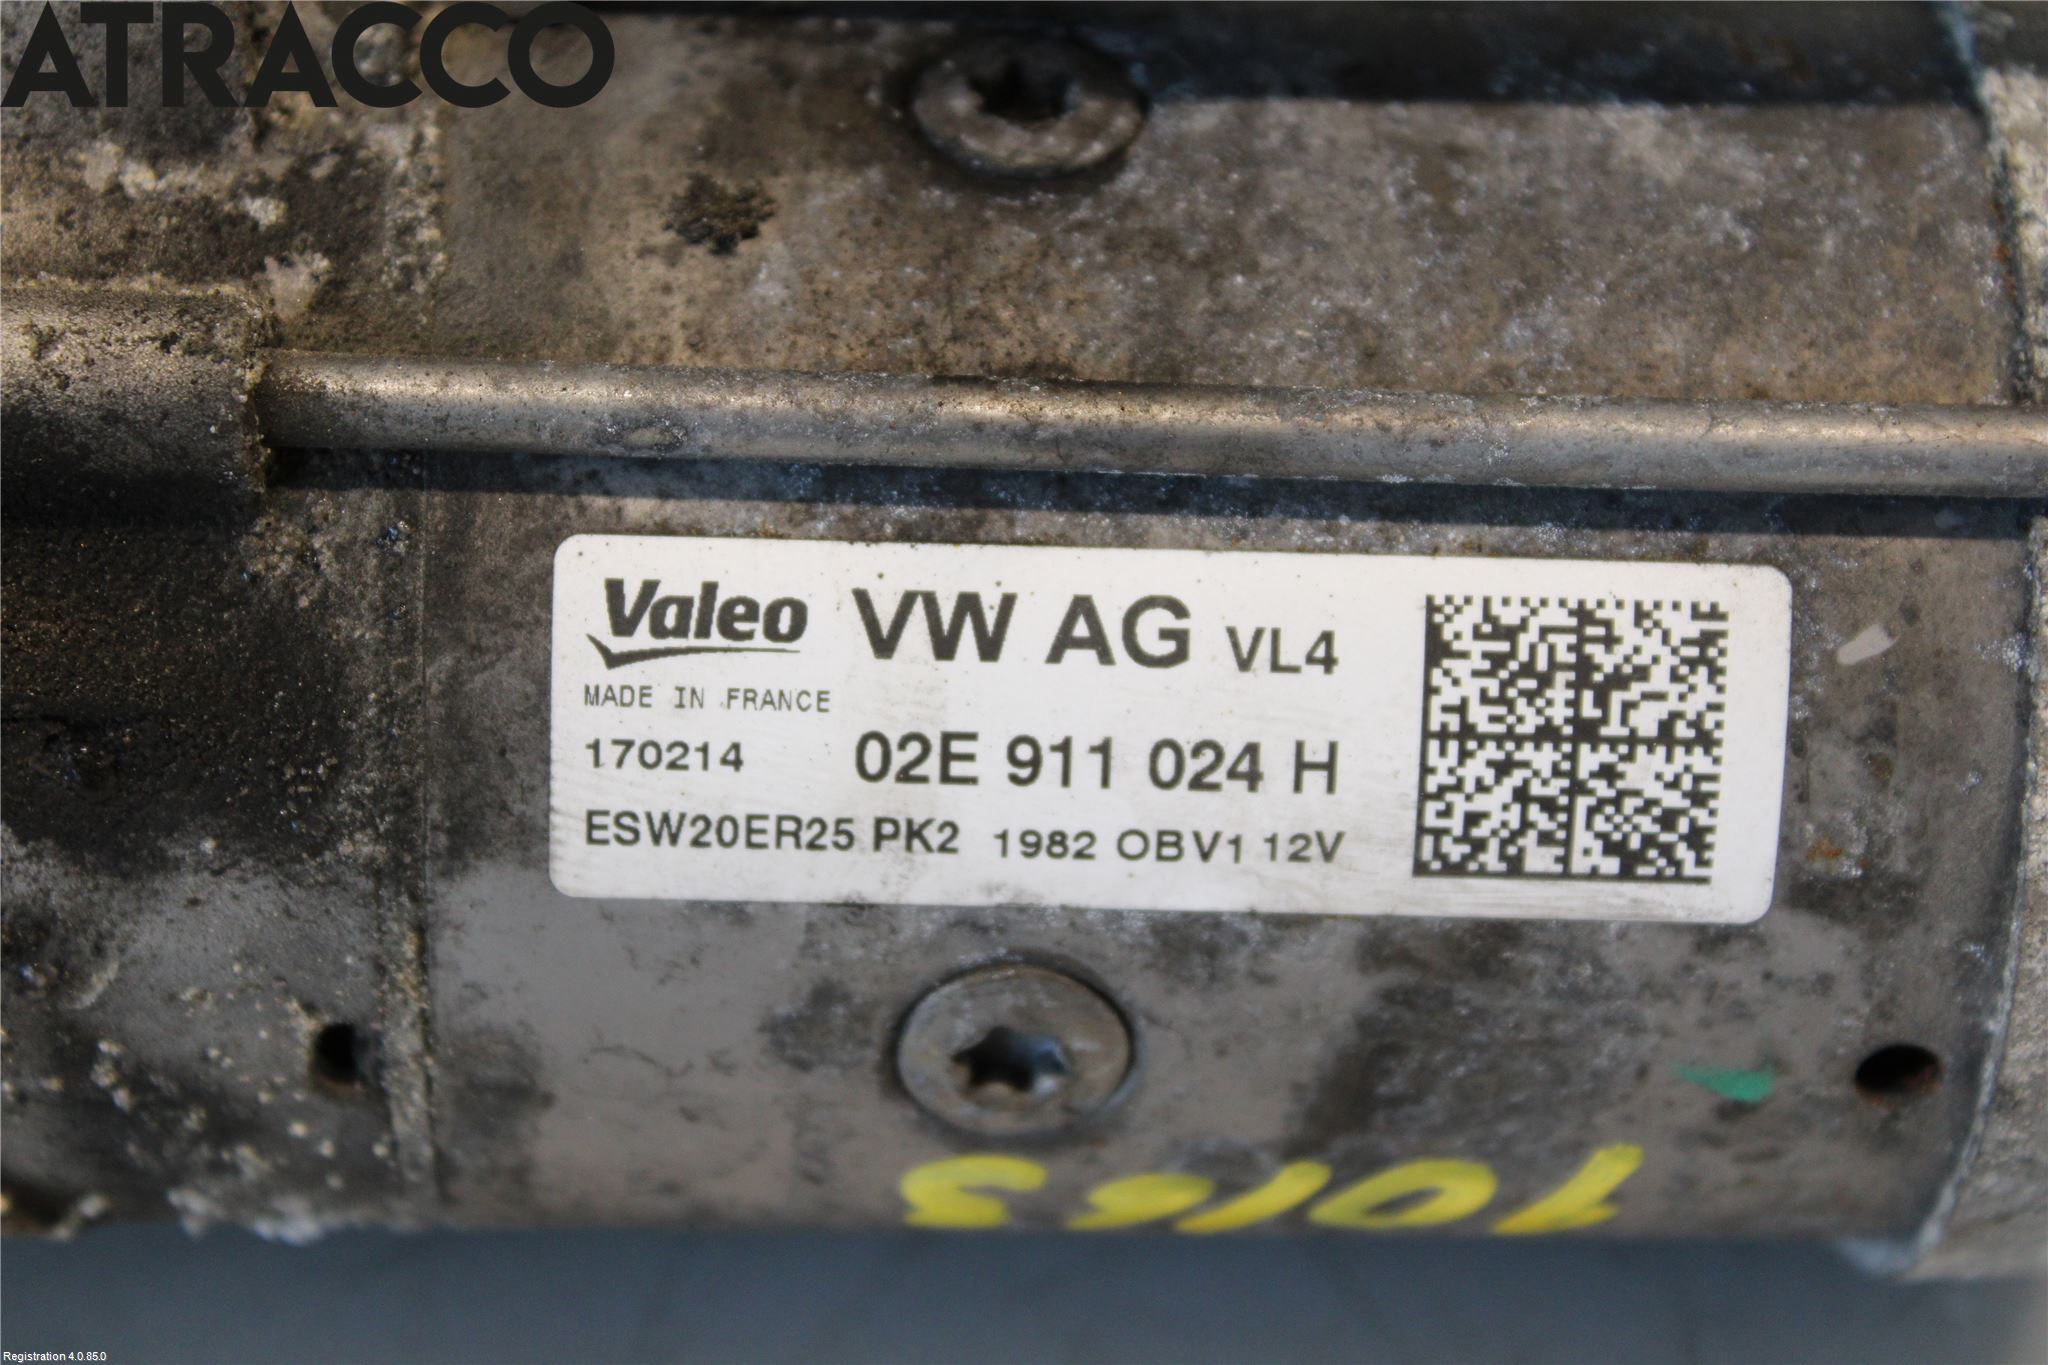 ATRACCO
Valeo VW AG VL4
MADE IN FRANCE
170214 02E 911 024 H
ESW20ER25 PK2 1982 OBV1 12V
Registration 4.0.85.0